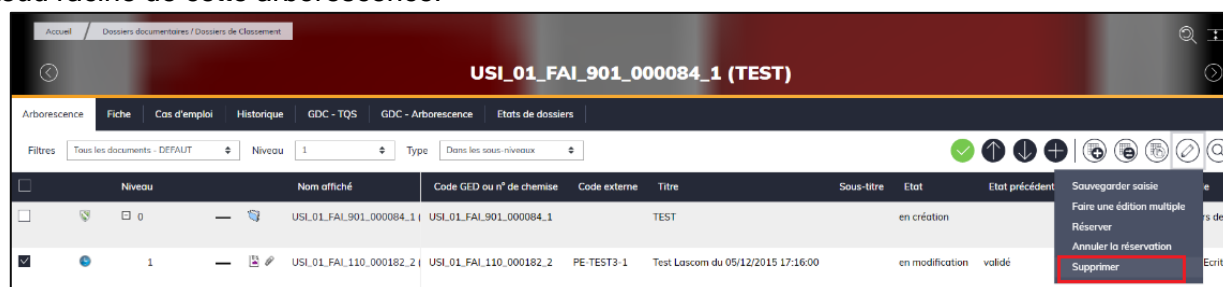 Accueil / Dossiers documentaires / Dossiers de Classement
USI_01_FAI_901_000084_1 (TEST)
Arborescence Fiche Cas d'emploi Historique GDC - TQS GDC - Arborescence Etats de dossiers
Filtres Tous les documents - DEFAUT Niveau 1 Type Dans les sous-niveaux
Niveau Nom affiché Code GED ou n° de chemise Code externe Titre Sous-titre Etat Etat précédent
Sauvegarder saisie
Faire une édition multiple
Réserver
Annuler la réservation
Supprimer
0 USI_01_FAI_901_000084_1 ( USI_01_FAI_901_000084_1 TEST en création
1 USI_01_FAI_110_000182_2 ( USI_01_FAI_110_000182_2 PE-TEST3-1 Test Lascom du 05/12/2015 17:16:00 en modification validé Ecrit